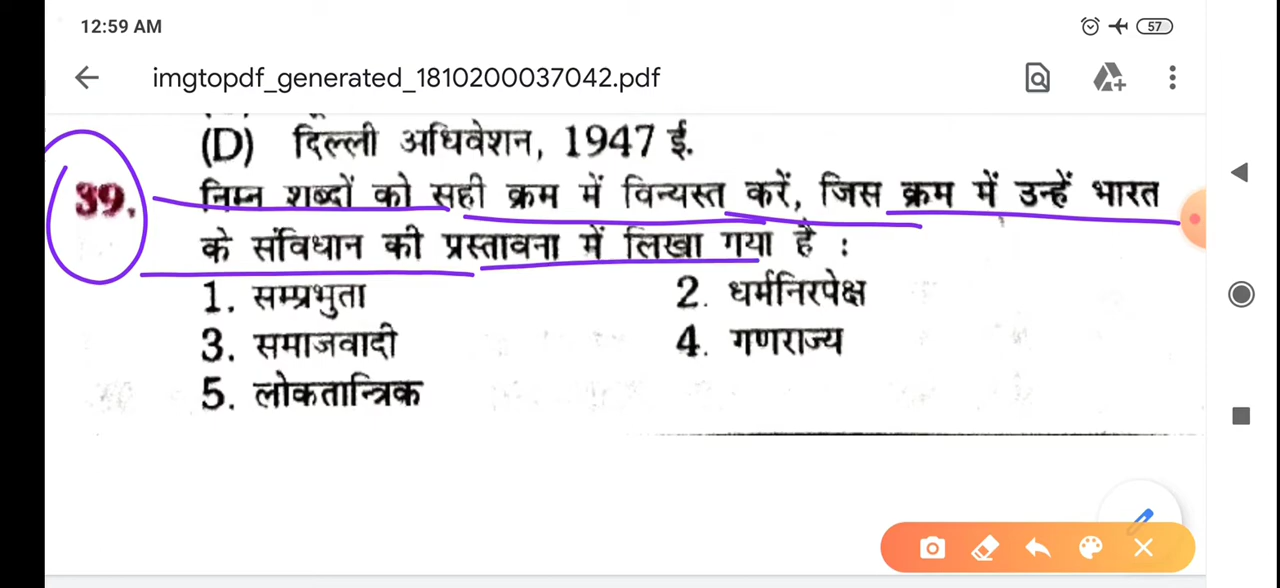 12:59 AM
57
imgtopdf_generated_1810200037042.pdf
(D) दिल्ली अधिवेशन, 1947 ई.
39. निम्न शब्दों को सही क्रम में विन्यस्त करें, जिस क्रम में उन्हें भारत
के संविधान की प्रस्तावना में लिखा गया है :
1. सम्प्रभुता 2. धर्मनिरपेक्ष
3. समाजवादी 4. गणराज्य
5. लोकतान्त्रिक